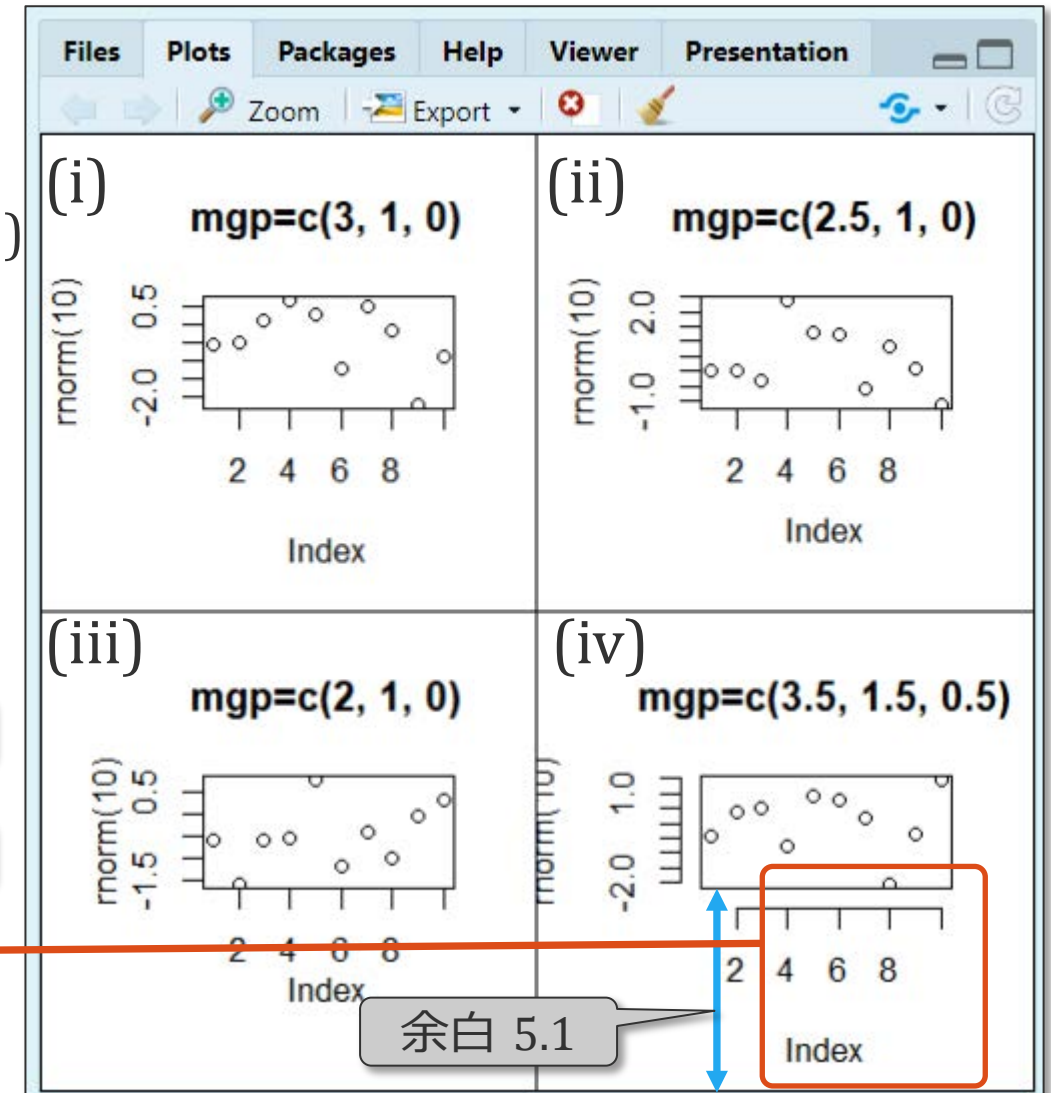 Files Plots Packages Help Viewer Presentation
Zoom Export
)
(i)
mgp=c(3, 1, 0)
rnorm(10)
-2.0 0.5
2 4 6 8
Index
(ii)
mgp=c(2.5, 1, 0)
rnorm(10)
-1.0 2.0
2 4 6 8
Index
(iii)
mgp=c(2, 1, 0)
rnorm(10)
-1.5 0.5
2 4 6 8
Index
(iv)
mgp=c(3.5, 1.5, 0.5)
rnorm(10)
-2.0 1.0
2 4 6 8
Index
余白 5.1